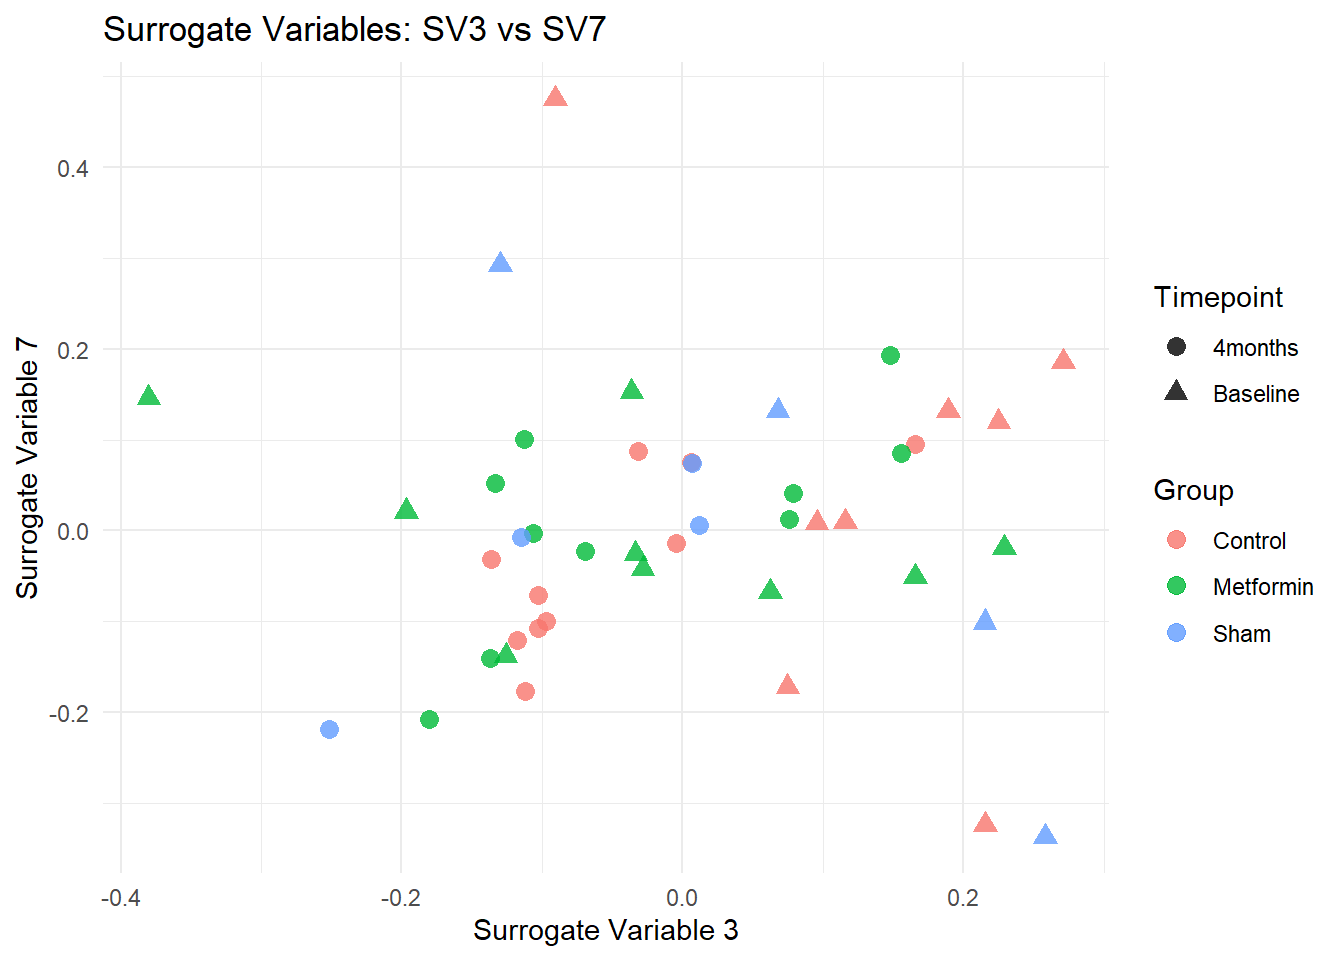 Surrogate Variables: SV3 vs SV7
Surrogate Variable 7
0.4
0.2
0.0
-0.2
-0.4
-0.2
0.0
0.2
Surrogate Variable 3
Timepoint
4months
Baseline
Group
Control
Metformin
Sham